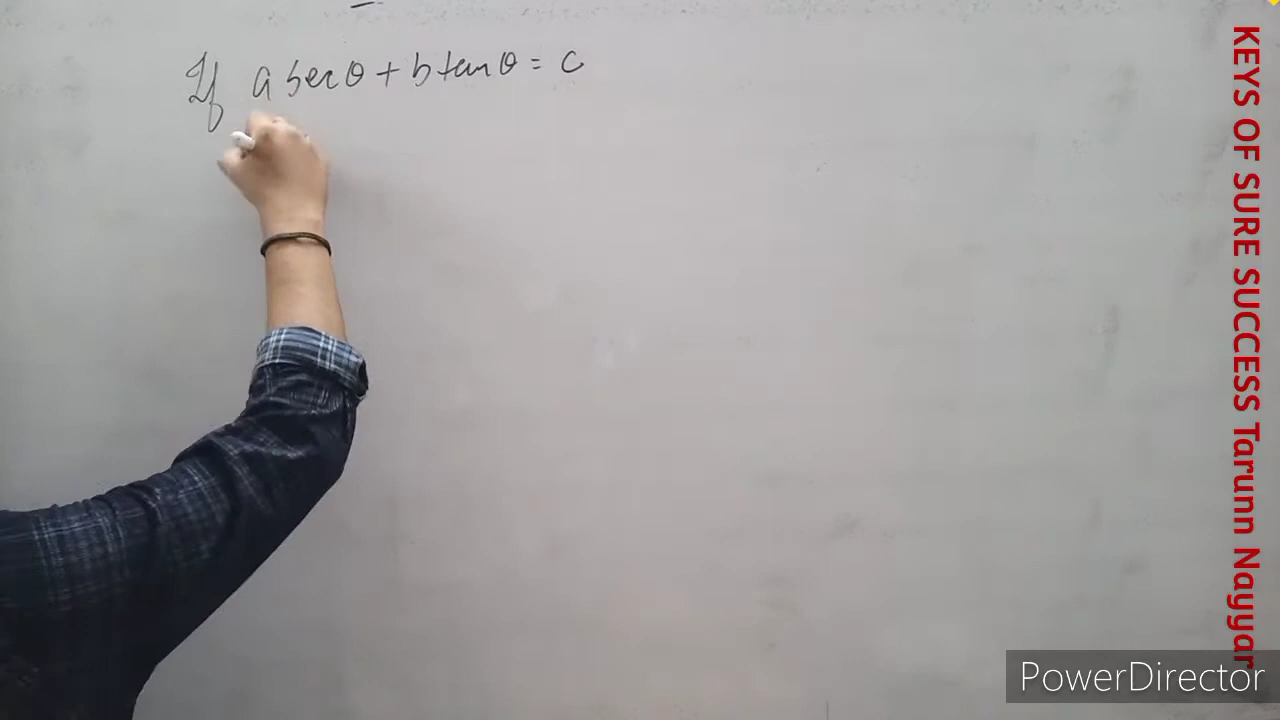 If a sec θ + b tan θ = c
KEYS OF SURE SUCCESS Tarunn Nayyar
PowerDirector